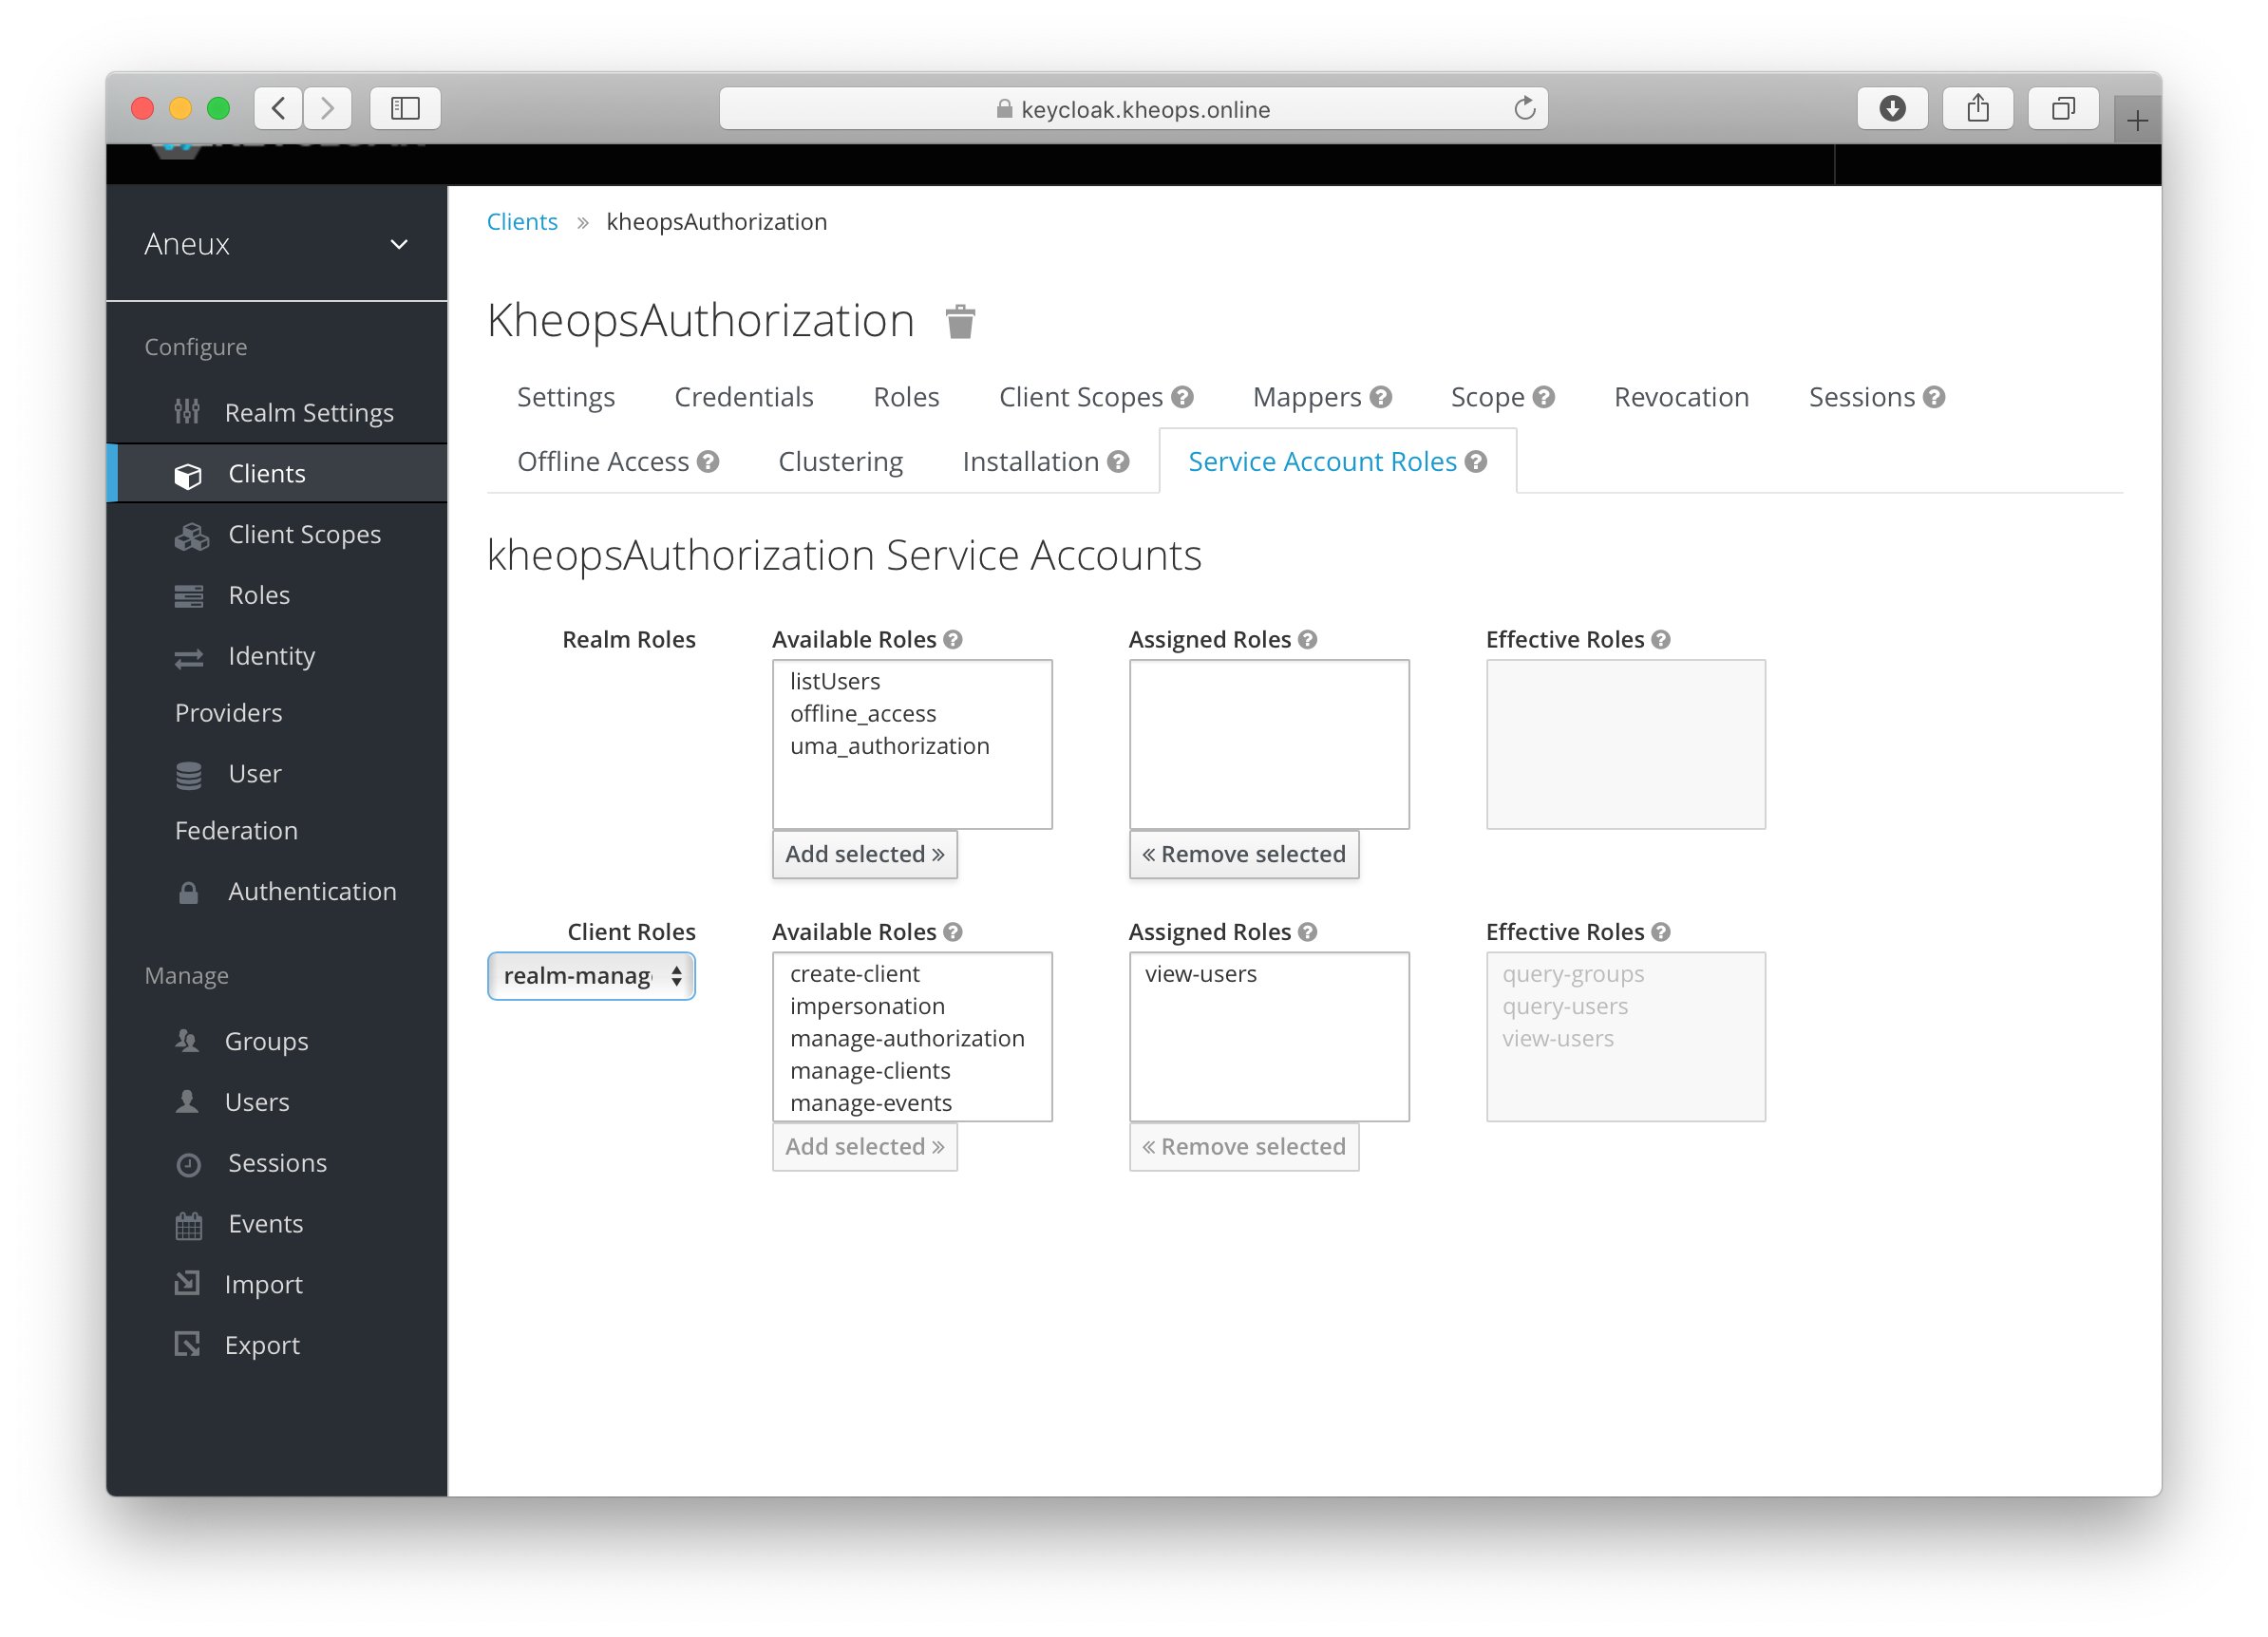 keycloak.kheops.online
Aneux
Configure
Realm Settings
Clients
Client Scopes
Roles
Identity
Providers
User
Federation
Authentication
Manage
Groups
Users
Sessions
Events
Import
Export
Clients » kheopsAuthorization
KheopsAuthorization
Settings Credentials Roles Client Scopes Mappers Scope Revocation Sessions
Offline Access Clustering Installation Service Account Roles
kheopsAuthorization Service Accounts
Realm Roles Available Roles Assigned Roles Effective Roles
listUsers
offline_access
uma_authorization
Add selected » « Remove selected
Client Roles Available Roles Assigned Roles Effective Roles
realm-manag create-client view-users query-groups
impersonation query-users
manage-authorization view-users
manage-clients
manage-events
Add selected » « Remove selected